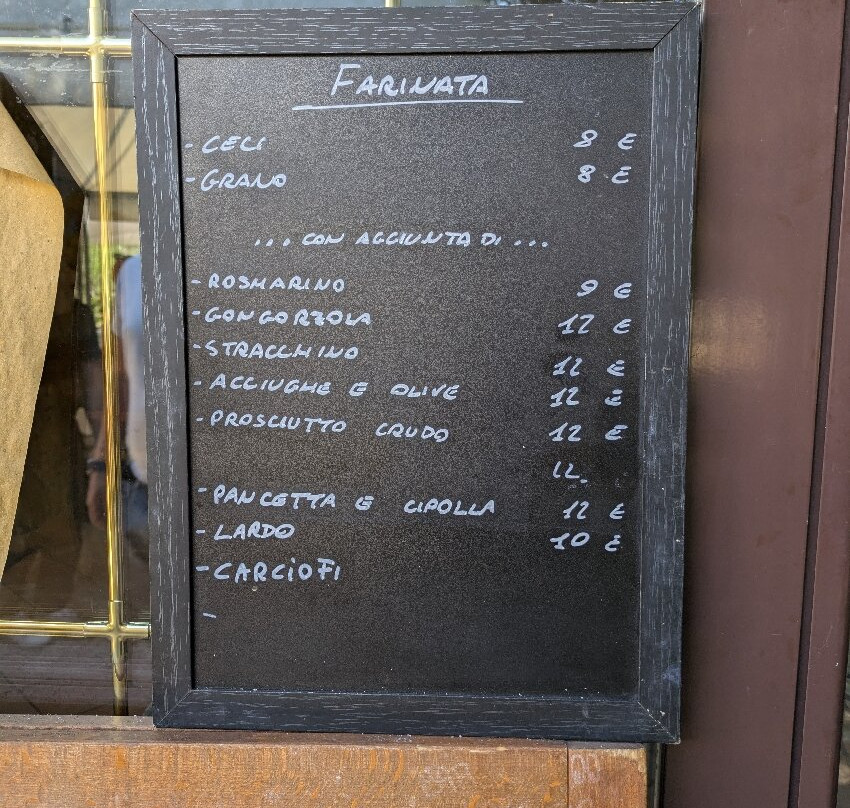 FARINATA
- CECI 8 €
- GRANO 8 €
... CON AGGIUNTA DI ...
- ROSMARINO 9 €
- GONGORZOLA 12 €
- STRACCHINO 12 €
- ACCIUGHE E OLIVE 12 €
- PROSCIUTTO CRUDO 12 €
12
- PANCETTA E CIPOLLA 12 €
- LARDO 10 €
- CARCIOFI
-